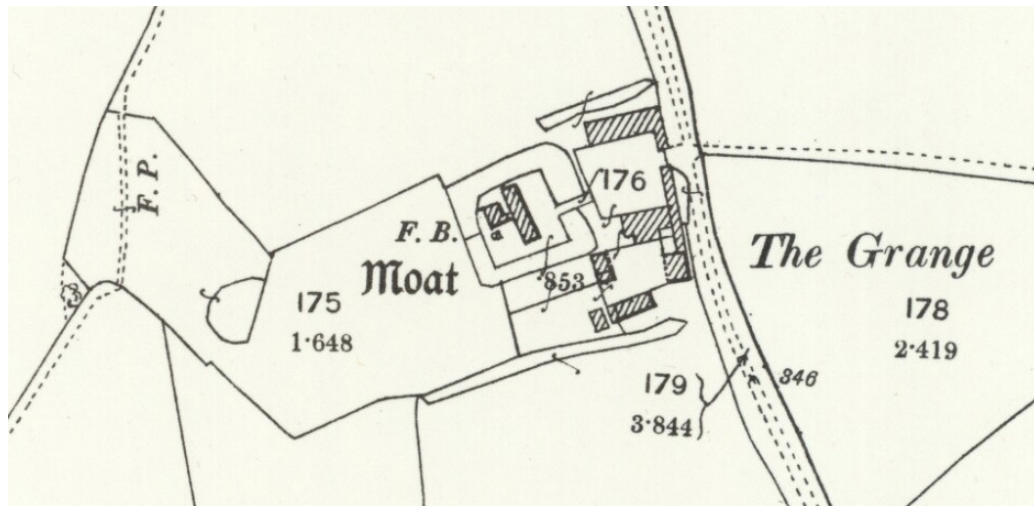 F. P.
176
F. B.
Moat
175
1·648
853
The Grange
178
2·419
179
3·844
346